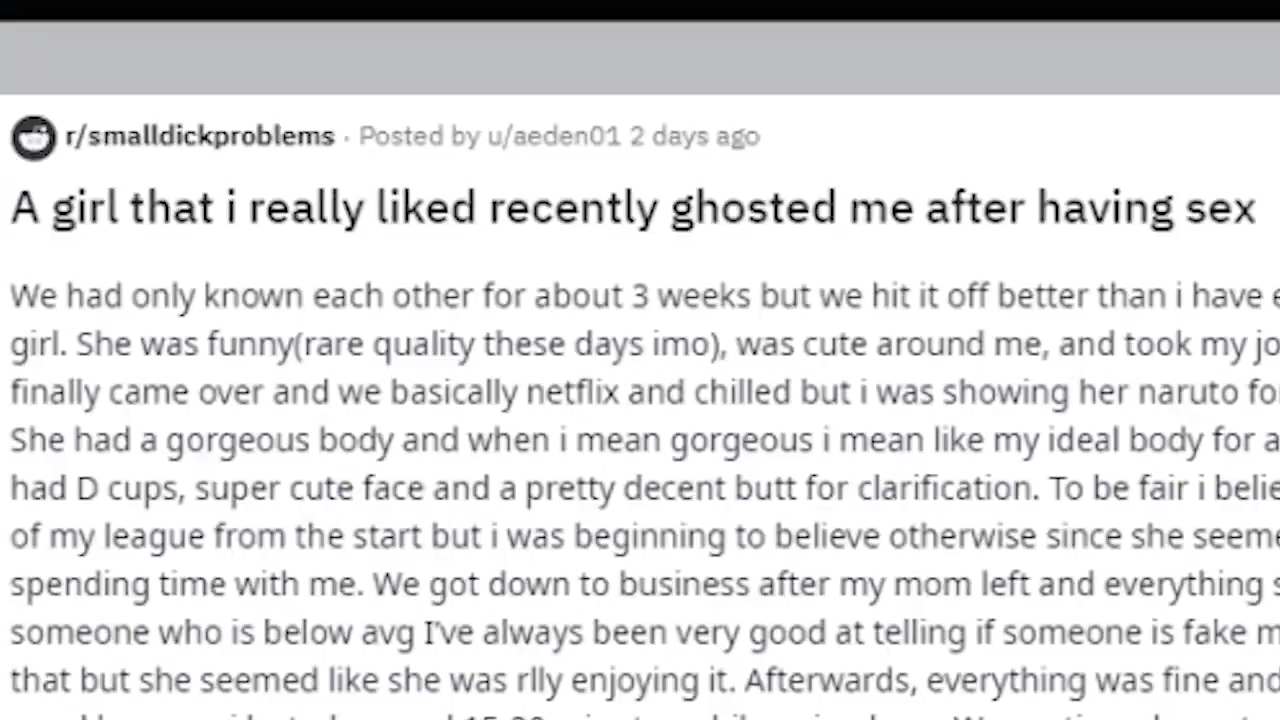 r/smalldickproblems · Posted by u/aeden01 2 days ago
A girl that i really liked recently ghosted me after having sex
We had only known each other for about 3 weeks but we hit it off better than i have
girl. She was funny(rare quality these days imo), was cute around me, and took my
finally came over and we basically netflix and chilled but i was showing her naruto
She had a gorgeous body and when i mean gorgeous i mean like my ideal body for
had D cups, super cute face and a pretty decent butt for clarification. To be fair i
of my league from the start but i was beginning to believe otherwise since she
spending time with me. We got down to business after my mom left and everything
someone who is below avg I've always been very good at telling if someone is fake
that but she seemed like she was rlly enjoying it. Afterwards, everything was fine and